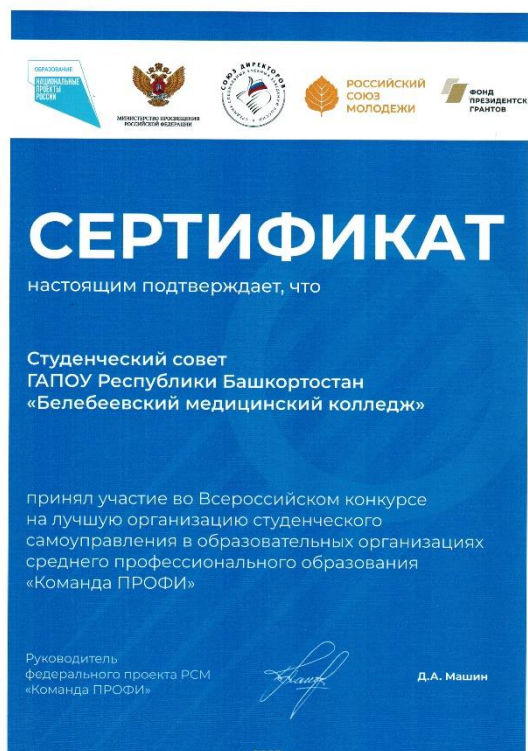 ОБРАЗОВАНИЕ
НАЦИОНАЛЬНЫЕ
ПРОЕКТЫ
РОССИИ
МИНИСТЕРСТВО ПРОСВЕЩЕНИЯ
РОССИЙСКОЙ ФЕДЕРАЦИИ
СОЮЗ ДИРЕКТОРОВ
РОССИЙСКИЙ
СОЮЗ
МОЛОДЕЖИ
ФОНД
ПРЕЗИДЕНТСК
ГРАНТОВ
СЕРТИФИКАТ
настоящим подтверждает, что
Студенческий совет
ГАПОУ Республики Башкортостан
«Белебеевский медицинский колледж»
принял участие во Всероссийском конкурсе
на лучшую организацию студенческого
самоуправления в образовательных организациях
среднего профессионального образования
«Команда ПРОФИ»
Руководитель
федерального проекта РСМ
«Команда ПРОФИ»
Д.А. Машин